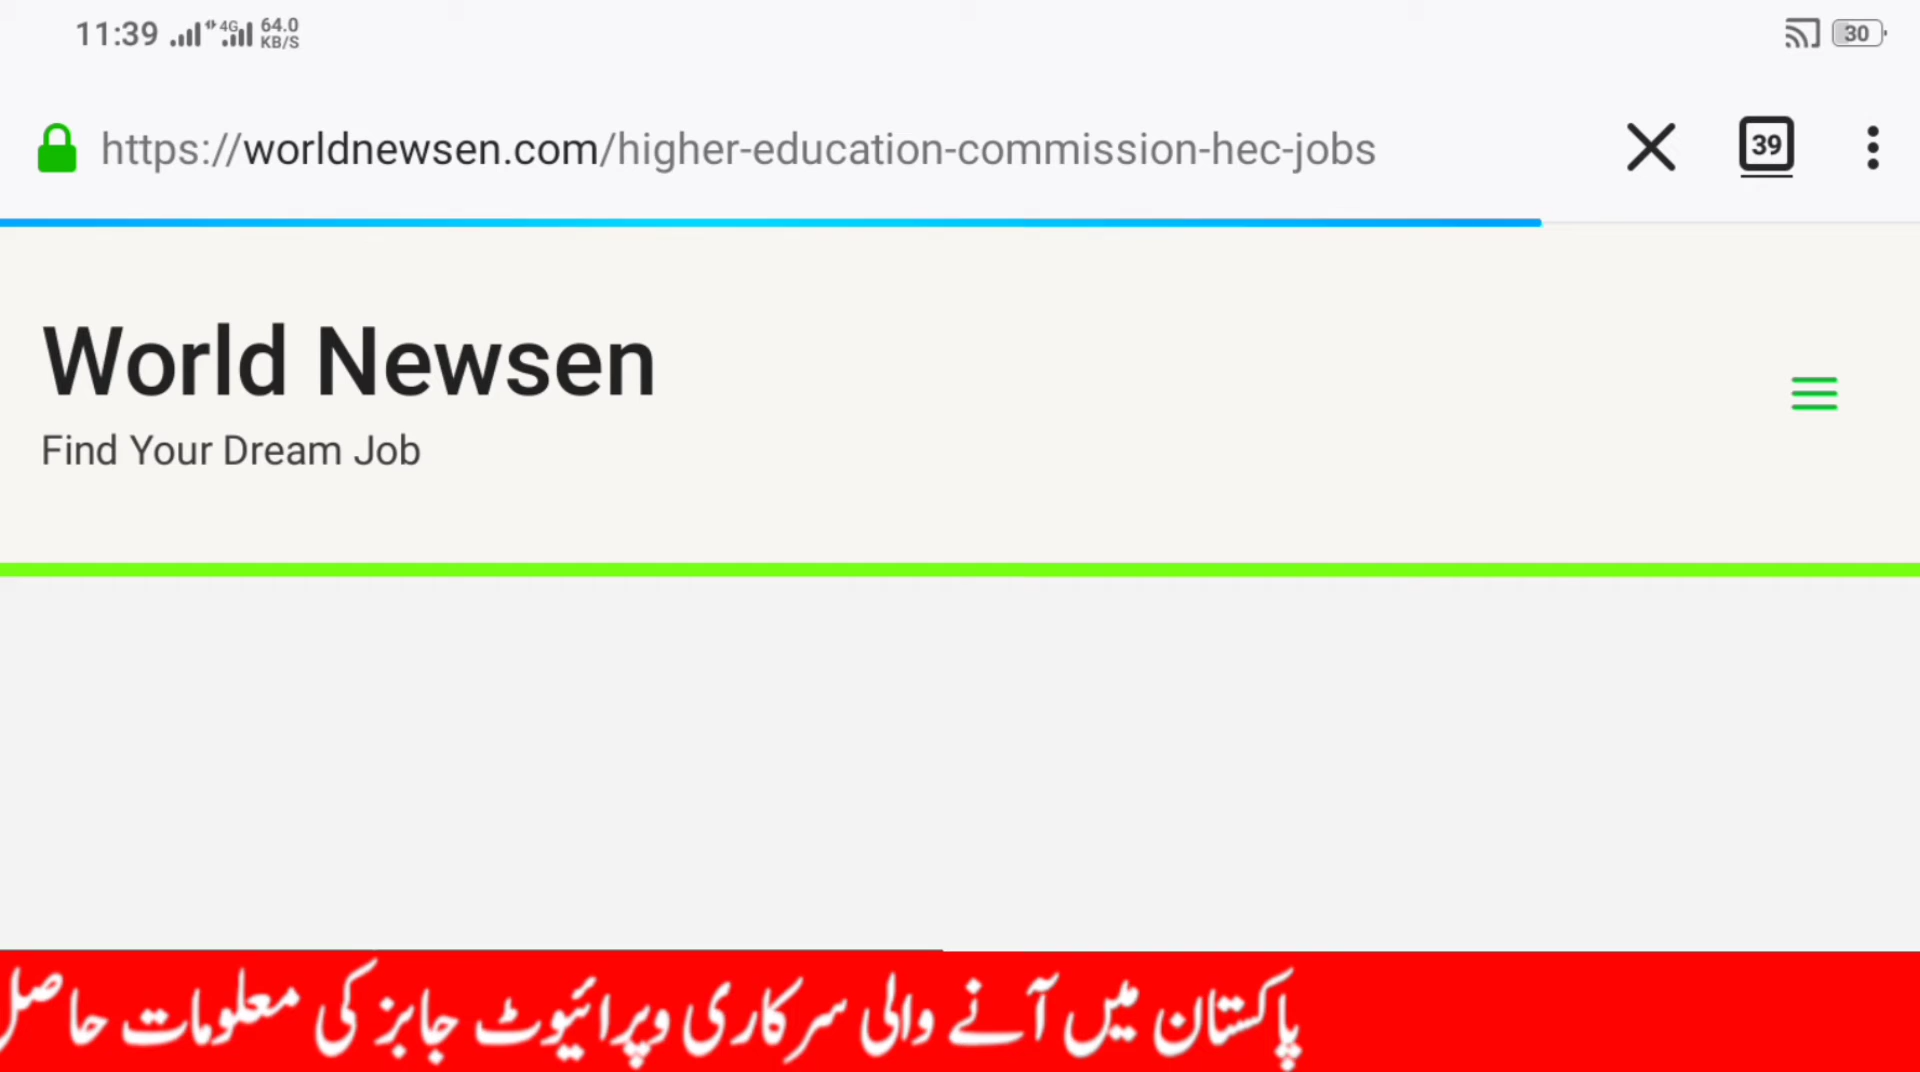 11:39 4G 64.0 KB/S 30
https://worldnewsen.com/higher-education-commission-hec-jobs 39
World Newsen
Find Your Dream Job
پاکستان میں آنے والی سرکاری وپرائیوٹ جابز کی معلومات حاصل